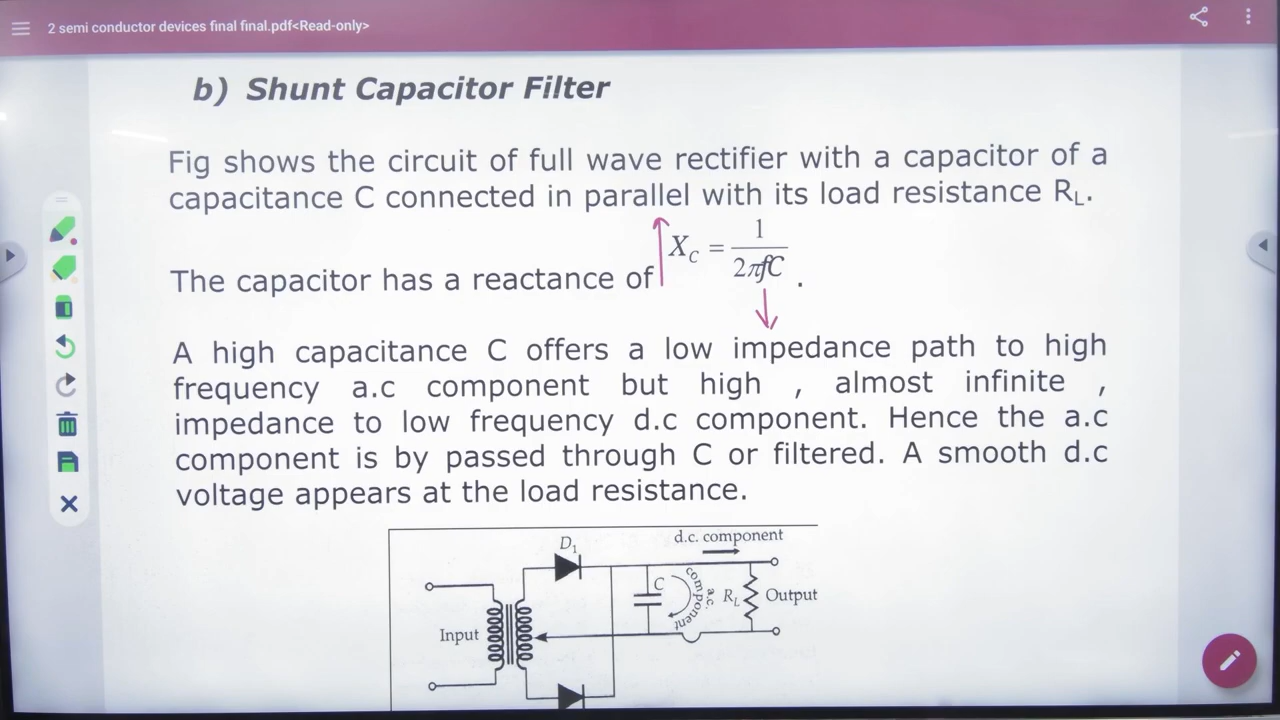 2 semi conductor devices final final.pdf<Read-only>
b) Shunt Capacitor Filter
Fig shows the circuit of full wave rectifier with a capacitor of a
capacitance C connected in parallel with its load resistance RL.
The capacitor has a reactance of XC = 1 / 2πfC .
A high capacitance C offers a low impedance path to high
frequency a.c component but high , almost infinite ,
impedance to low frequency d.c component. Hence the a.c
component is by passed through C or filtered. A smooth d.c
voltage appears at the load resistance.
d.c. component
D1
C
a.c.
component
RL
Output
Input